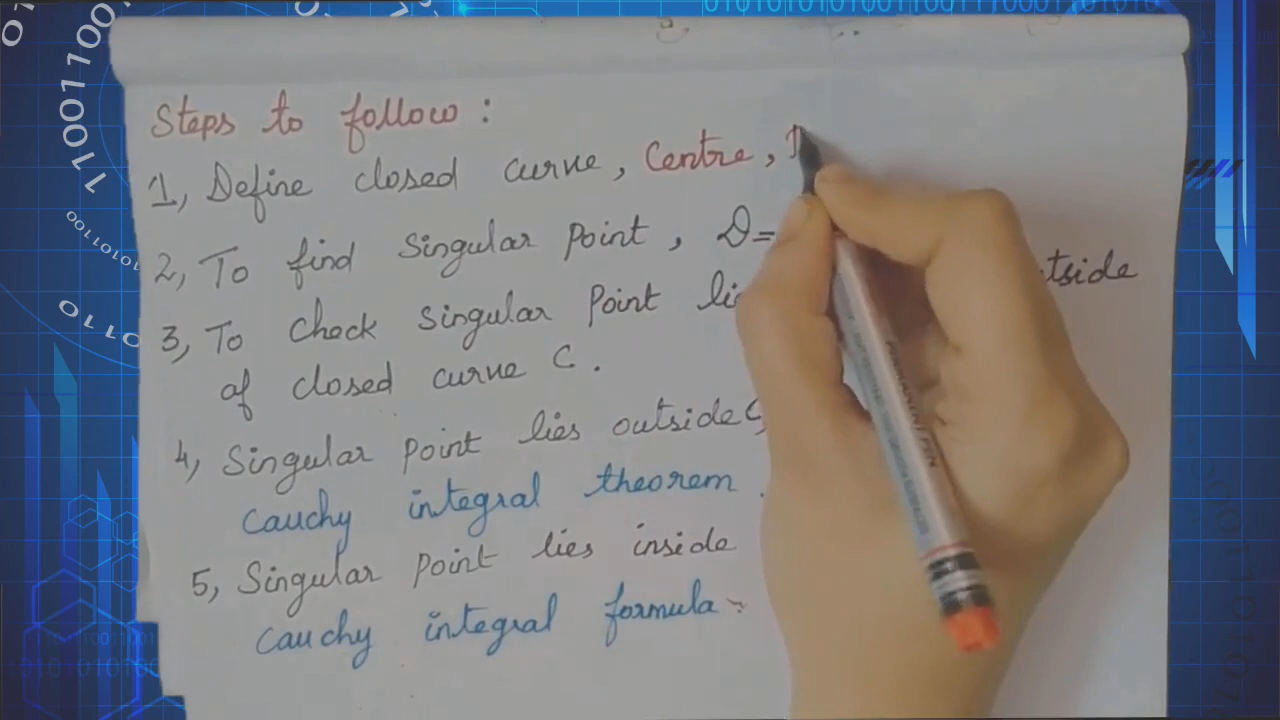 Steps to follow :
1, Define closed curve, Centre,
2, To find singular point, D=
3, To check singular point
of closed curve C.
4, Singular point lies outside C,
Cauchy integral theorem.
5, Singular point lies inside
Cauchy integral formula.